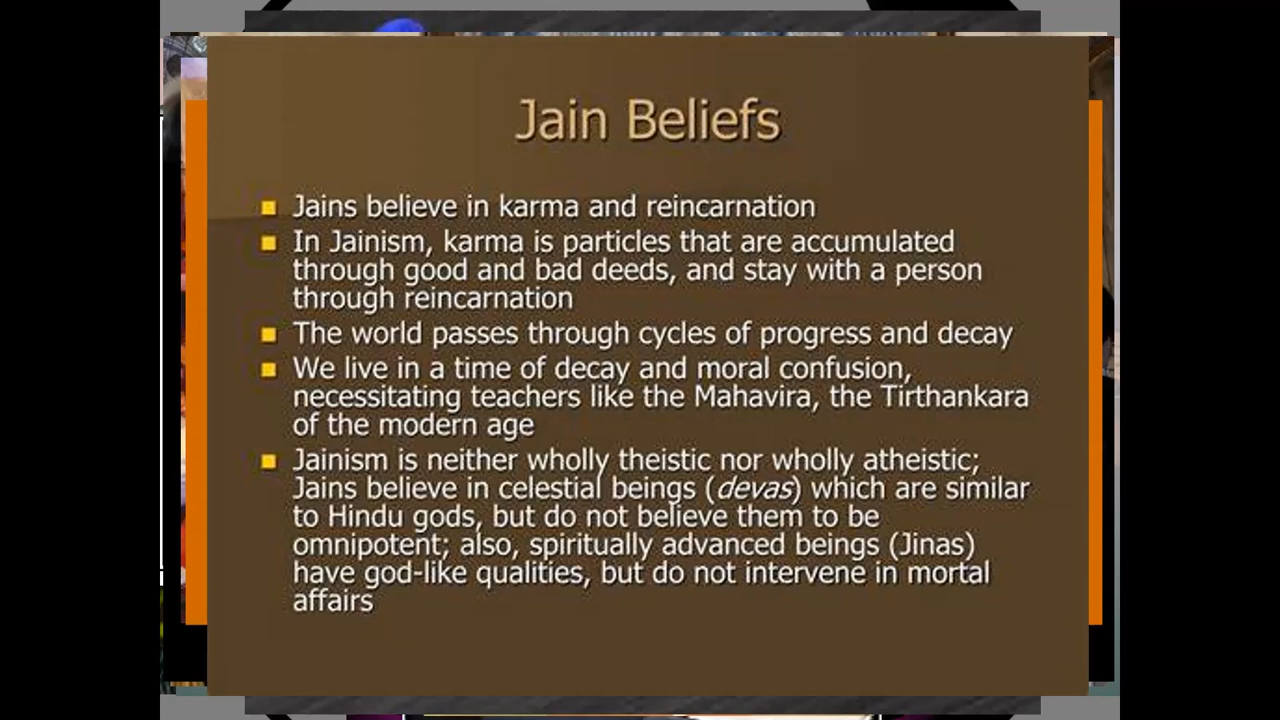 Jain Beliefs
Jains believe in karma and reincarnation
In Jainism, karma is particles that are accumulated
through good and bad deeds, and stay with a person
through reincarnation
The world passes through cycles of progress and decay
We live in a time of decay and moral confusion,
necessitating teachers like the Mahavira, the Tirthankara
of the modern age
Jainism is neither wholly theistic nor wholly atheistic;
Jains believe in celestial beings (devas) which are similar
to Hindu gods, but do not believe them to be
omnipotent; also, spiritually advanced beings (Jinas)
have god-like qualities, but do not intervene in mortal
affairs